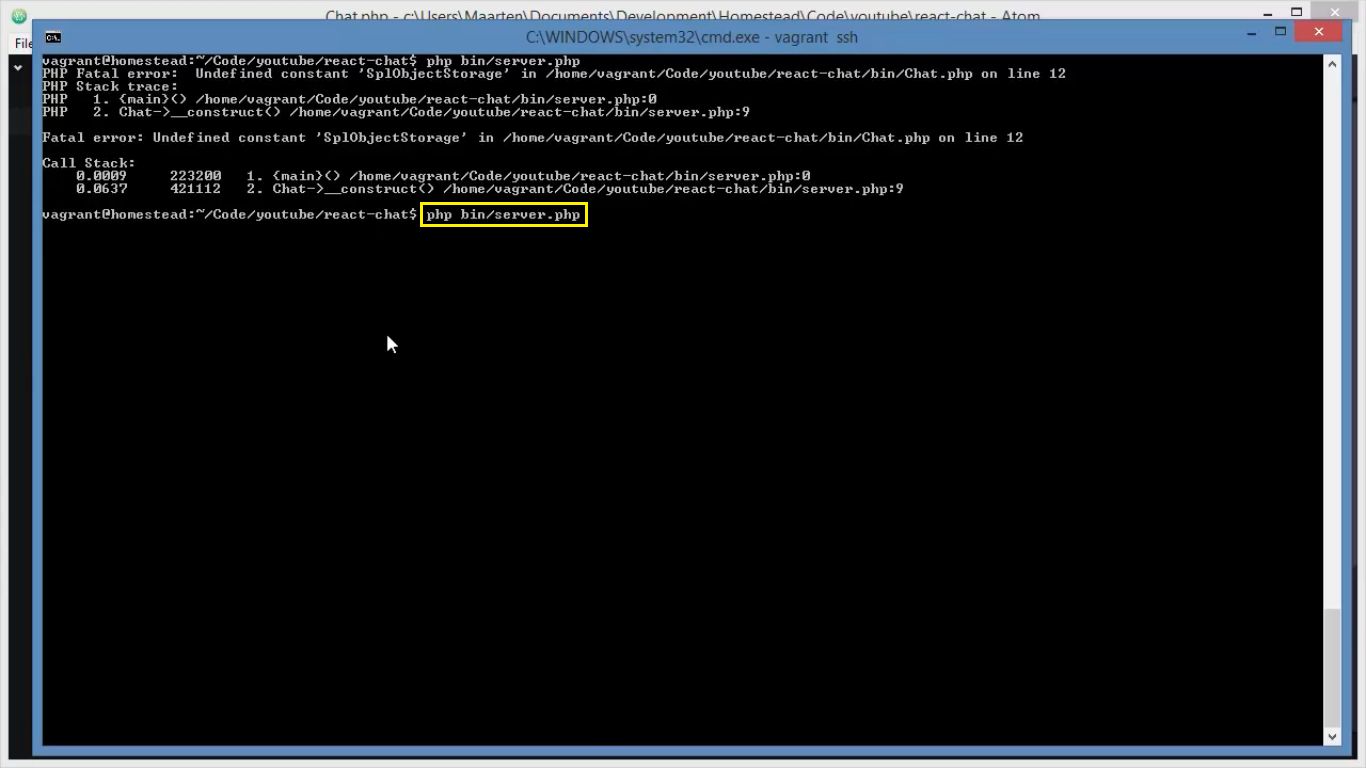 Chat.php - c:\Users\Maarten\Documents\Development\Homestead\Code\youtube\react-chat - Atom
File
C:\WINDOWS\system32\cmd.exe - vagrant  ssh
vagrant@homestead:~/Code/youtube/react-chat$ php bin/server.php
PHP Fatal error:  Undefined constant 'SplObjectStorage' in /home/vagrant/Code/youtube/react-chat/bin/Chat.php on line 12
PHP Stack trace:
PHP   1. {main}() /home/vagrant/Code/youtube/react-chat/bin/server.php:0
PHP   2. Chat->__construct() /home/vagrant/Code/youtube/react-chat/bin/server.php:9
Fatal error: Undefined constant 'SplObjectStorage' in /home/vagrant/Code/youtube/react-chat/bin/Chat.php on line 12
Call Stack:
0.0009     223200   1. {main}() /home/vagrant/Code/youtube/react-chat/bin/server.php:0
0.0637     421112   2. Chat->__construct() /home/vagrant/Code/youtube/react-chat/bin/server.php:9
vagrant@homestead:~/Code/youtube/react-chat$ php bin/server.php